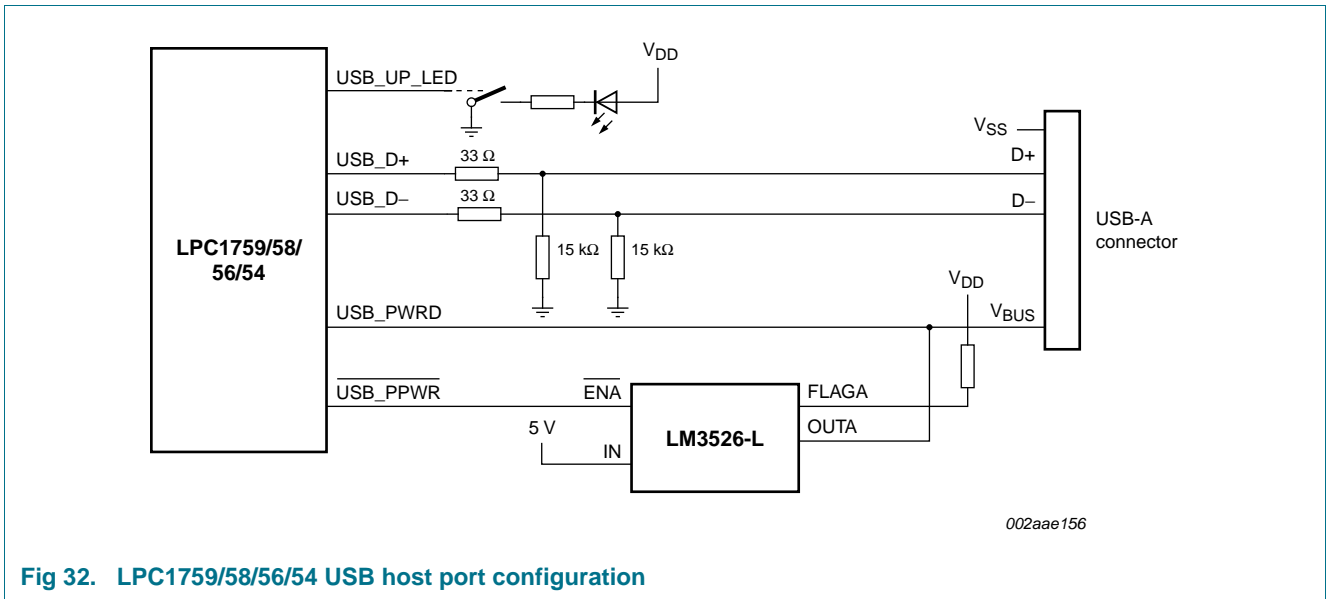 USB_UP_LED
VDD
VSS
USB_D+
33 Ω
D+
USB_D−
33 Ω
D−
USB-A
connector
LPC1759/58/
56/54
15 kΩ
15 kΩ
VDD
USB_PWRD
VBUS
USB_PPWR
ENA
FLAGA
5 V
IN
LM3526-L
OUTA
002aae156
Fig 32. LPC1759/58/56/54 USB host port configuration